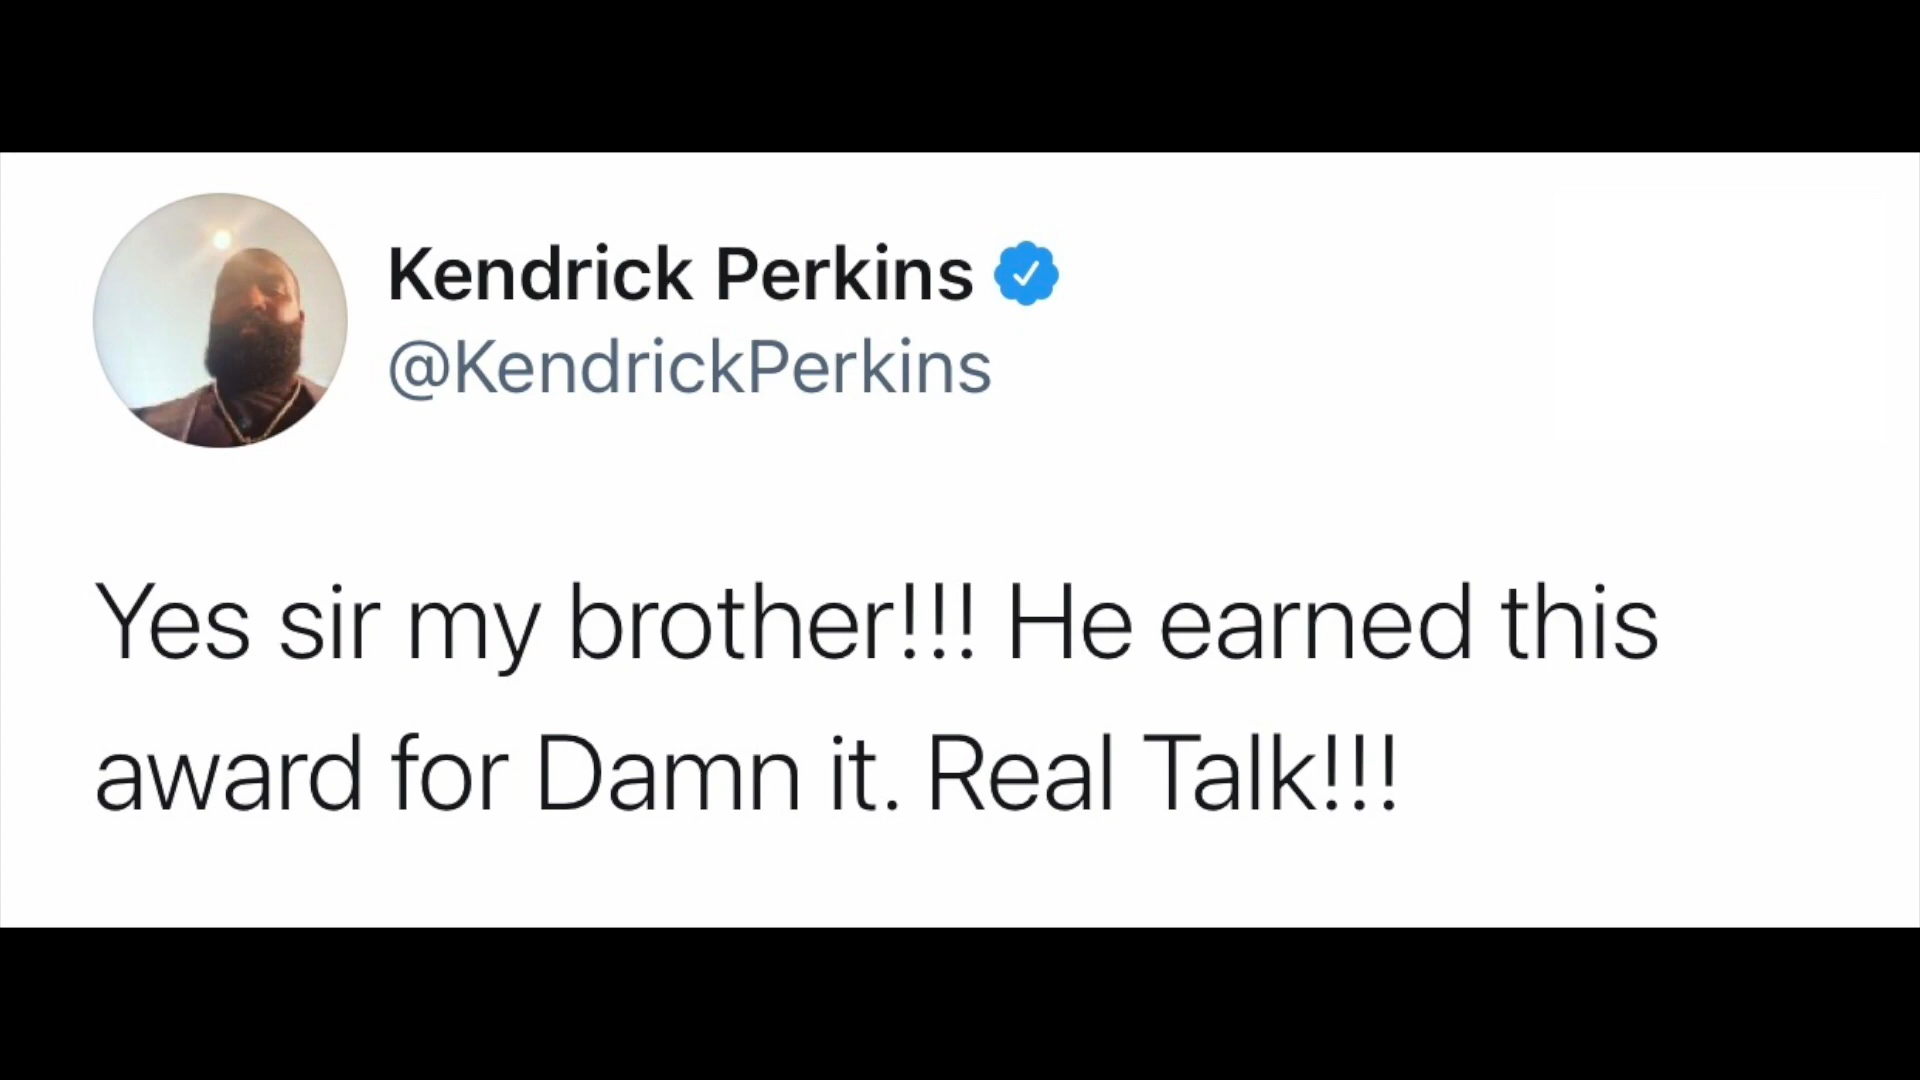 Kendrick Perkins
@KendrickPerkins
Yes sir my brother!!! He earned this
award for Damn it. Real Talk!!!